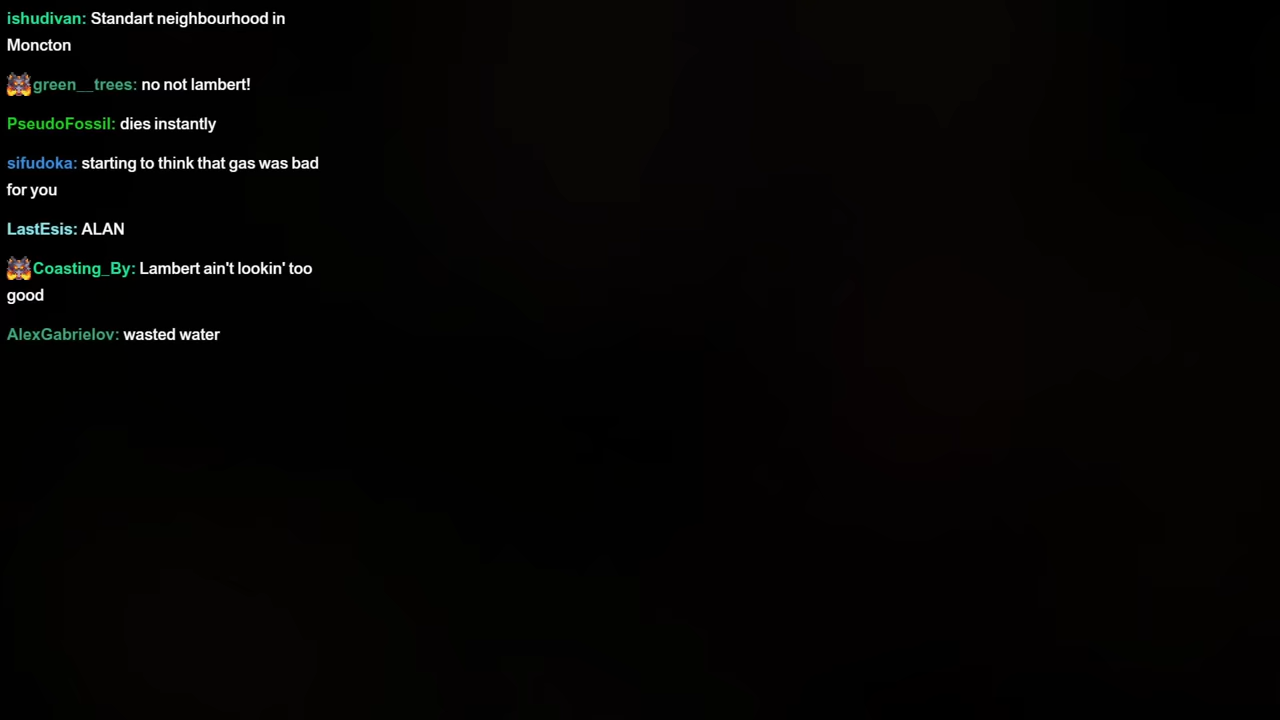 ishudivan: Standart neighbourhood in
Moncton
green__trees: no not lambert!
PseudoFossil: dies instantly
sifudoka: starting to think that gas was bad
for you
LastEsis: ALAN
Coasting_By: Lambert ain't lookin' too
good
AlexGabrielov: wasted water